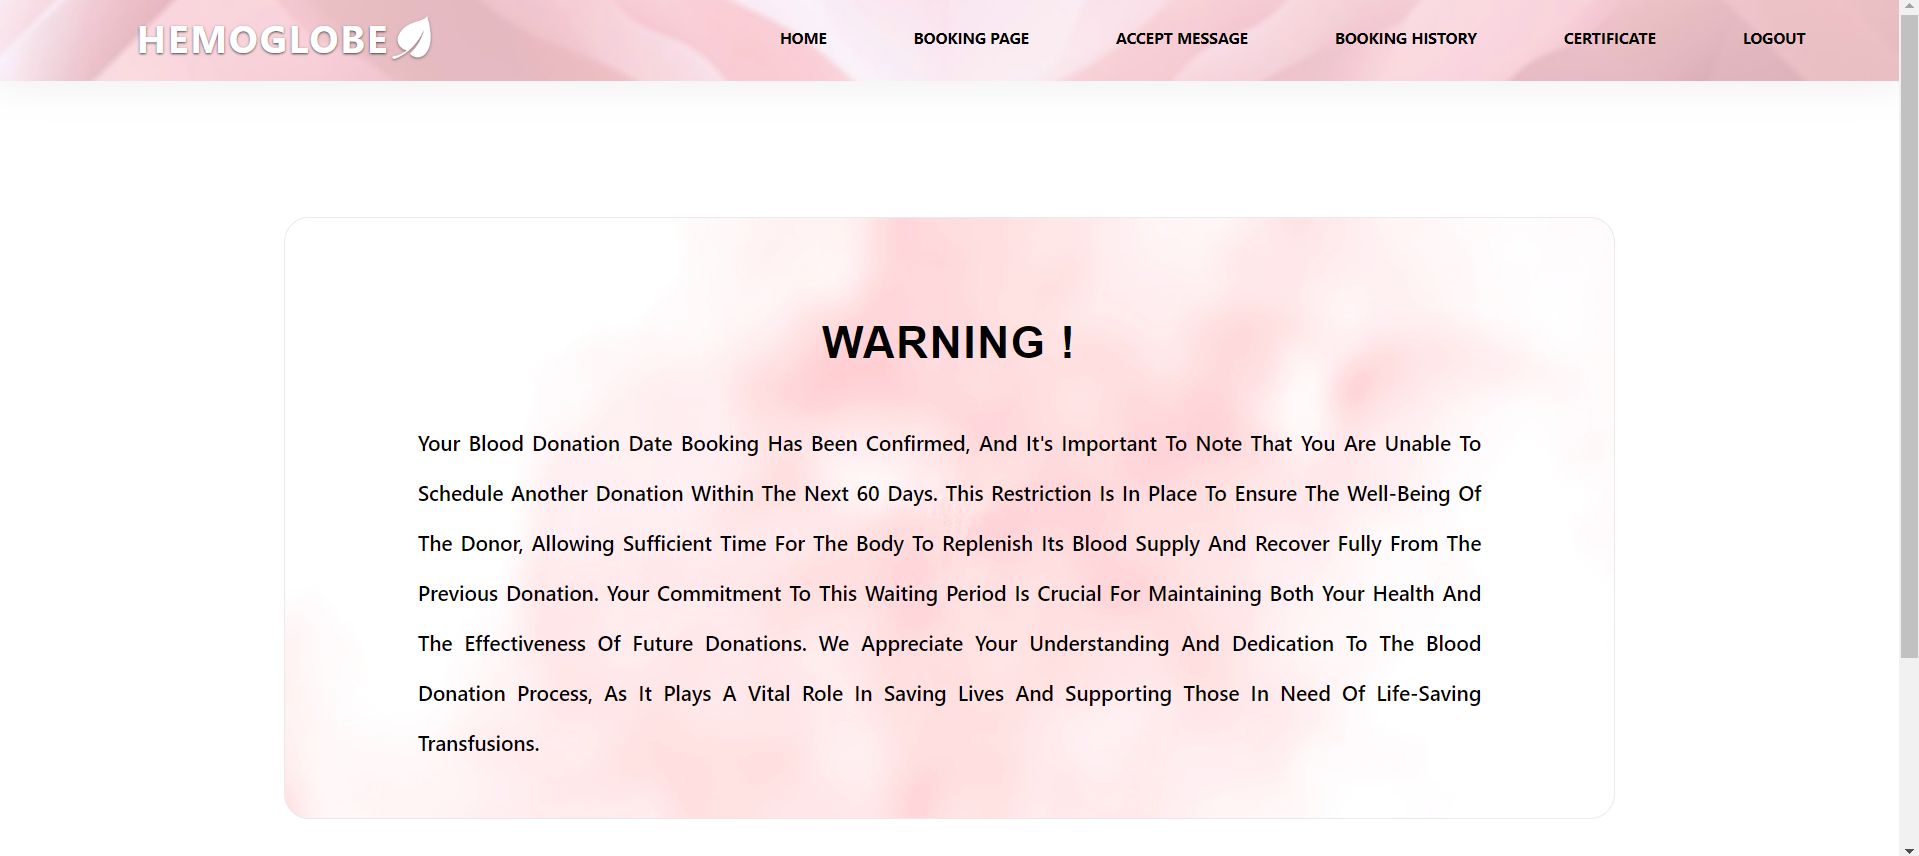 HEMOGLOBE
HOME
BOOKING PAGE
ACCEPT MESSAGE
BOOKING HISTORY
CERTIFICATE
LOGOUT
WARNING !
Your Blood Donation Date Booking Has Been Confirmed, And It's Important To Note That You Are Unable To
Schedule Another Donation Within The Next 60 Days. This Restriction Is In Place To Ensure The Well-Being Of
The Donor, Allowing Sufficient Time For The Body To Replenish Its Blood Supply And Recover Fully From The
Previous Donation. Your Commitment To This Waiting Period Is Crucial For Maintaining Both Your Health And
The Effectiveness Of Future Donations. We Appreciate Your Understanding And Dedication To The Blood
Donation Process, As It Plays A Vital Role In Saving Lives And Supporting Those In Need Of Life-Saving
Transfusions.